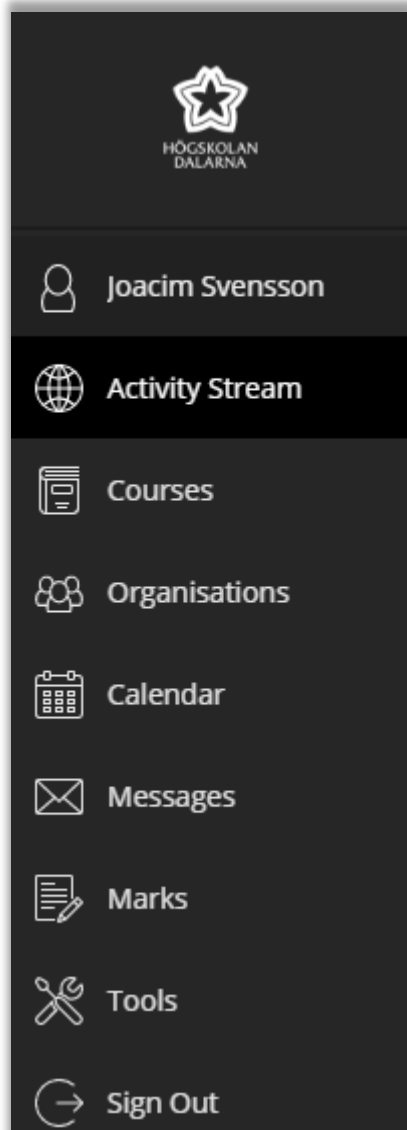 HÖGSKOLAN
DALARNA
Joacim Svensson
Activity Stream
Courses
Organisations
Calendar
Messages
Marks
Tools
Sign Out